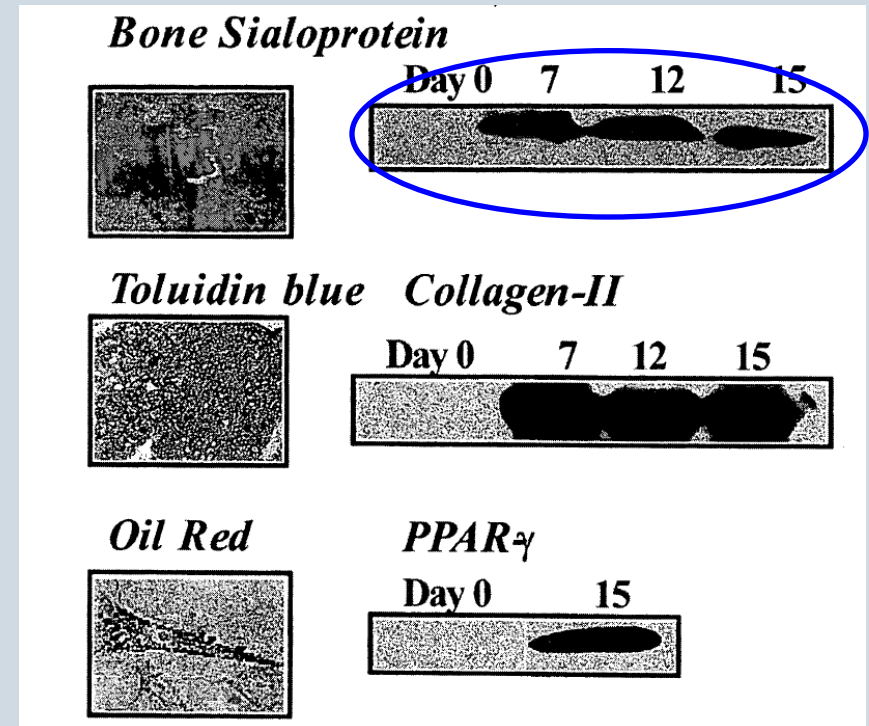 Bone Sialoprotein
Day 0 7 12 15
Toluidin blue Collagen-II
Day 0 7 12 15
Oil Red PPAR-γ
Day 0 15